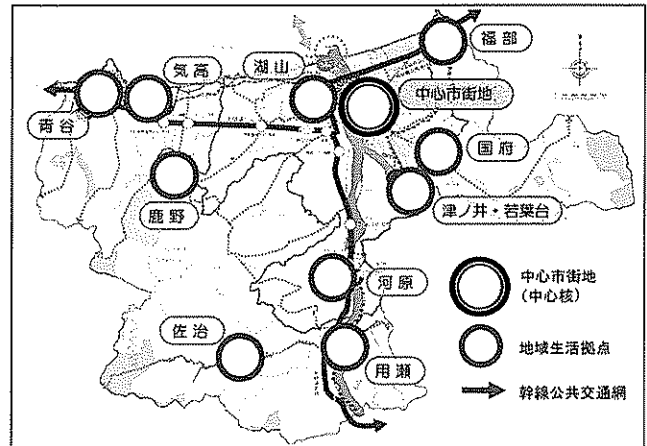 福部
湖山
気高
中心市街地
青谷
国府
鹿野
津ノ井・若葉台
河原
中心市街地
(中心核)
佐治
地域生活拠点
用瀬
幹線公共交通網